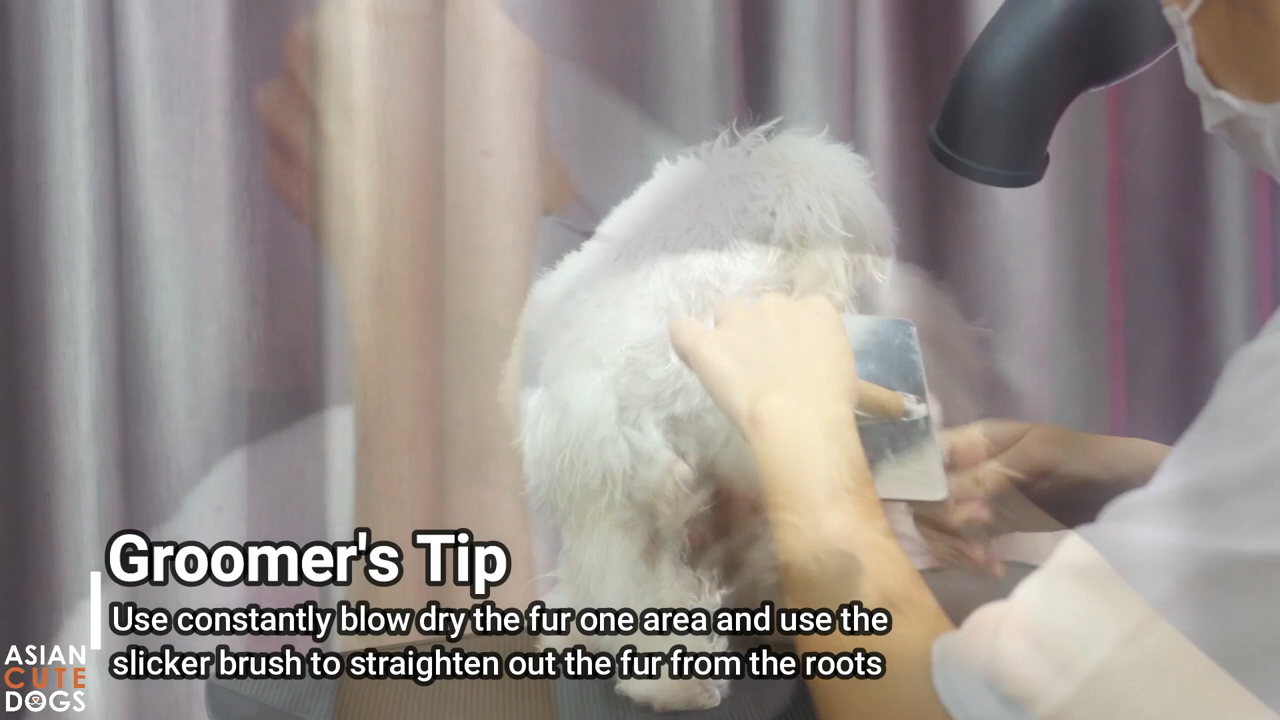 Groomer's Tip
Use constantly blow dry the fur one area and use the
slicker brush to straighten out the fur from the roots
ASIAN
CUTE
DOGS